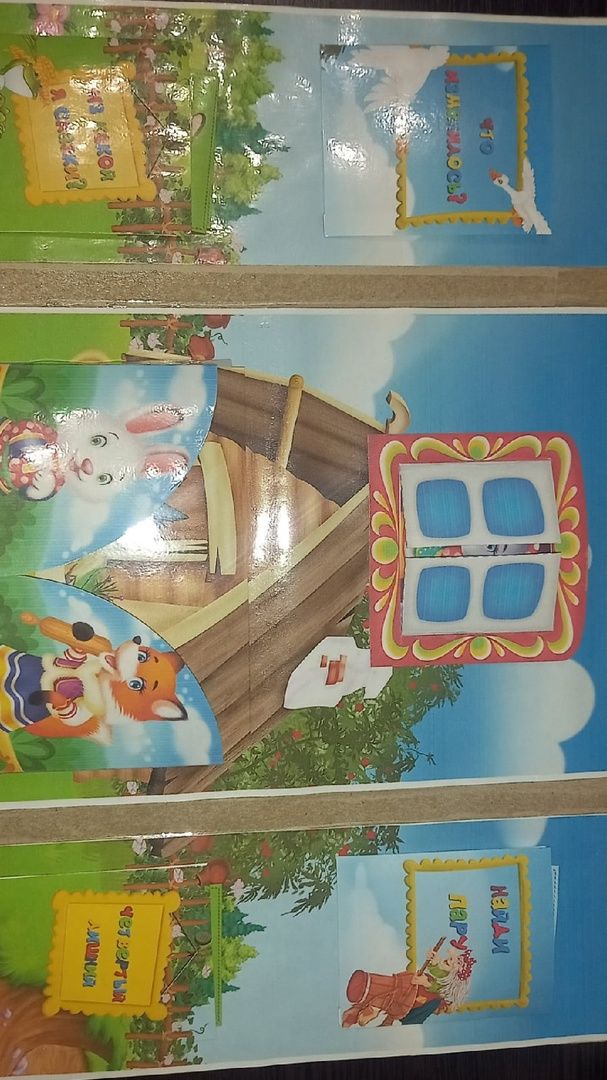 ЧТО
ИЗМЕНИЛОСЬ?
ИЗ КАКОЙ
Я СКАЗКИ?
НАЙДИ
ПАРУ
ЧЕТВЕРТЫЙ
ЛИШНИЙ